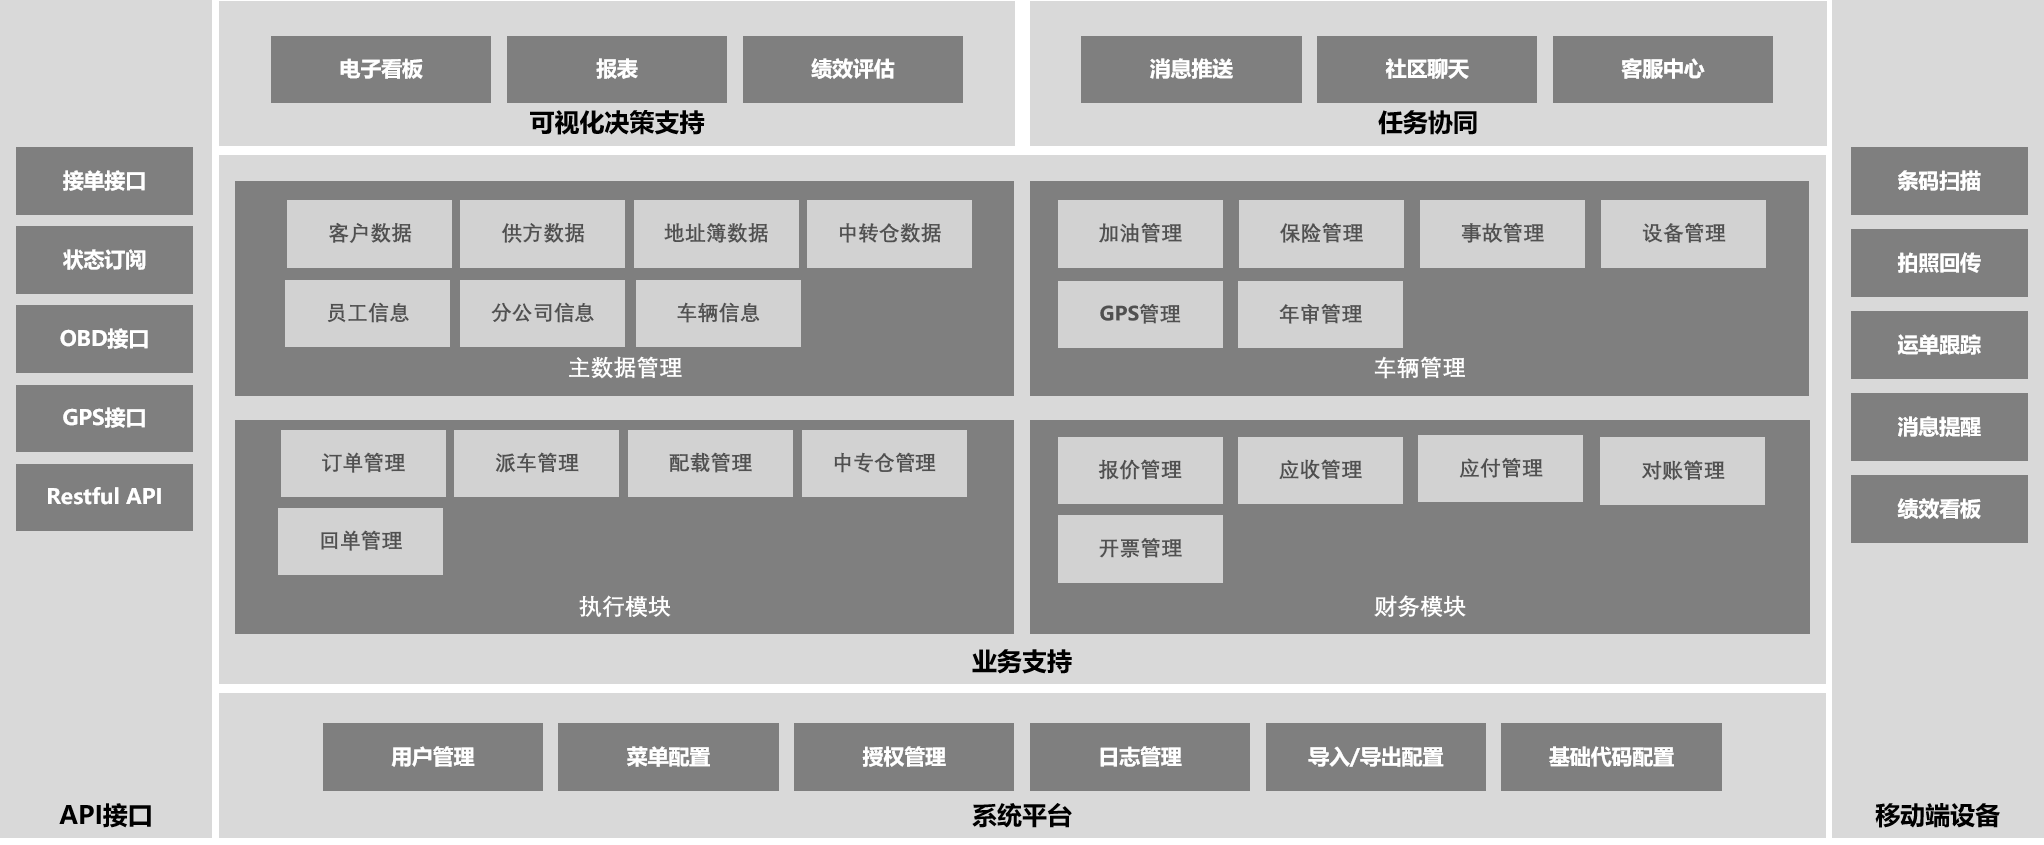 接单接口
状态订阅
OBD接口
GPS接口
Restful API
API接口
电子看板
报表
绩效评估
可视化决策支持
消息推送
社区聊天
客服中心
任务协同
客户数据
供方数据
地址簿数据
中转仓数据
员工信息
分公司信息
车辆信息
主数据管理
加油管理
保险管理
事故管理
设备管理
GPS管理
年审管理
车辆管理
订单管理
派车管理
配载管理
中专仓管理
回单管理
执行模块
报价管理
应收管理
应付管理
对账管理
开票管理
财务模块
业务支持
用户管理
菜单配置
授权管理
日志管理
导入/导出配置
基础代码配置
系统平台
条码扫描
拍照回传
运单跟踪
消息提醒
绩效看板
移动端设备